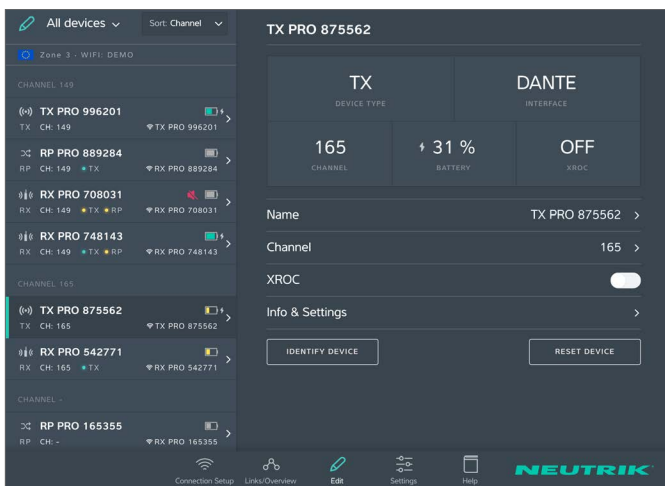 All devices
Sort: Channel
Zone 3 - WIFI: DEMO
CHANNEL 149
TX PRO 996201
TX CH: 149 TX PRO 996201
RP PRO 889284
RP CH: 149 TX RP PRO 889284
RX PRO 708031
RX CH: 149 TX RP RX PRO 708031
RX PRO 748143
RX CH: 149 TX RP RX PRO 748143
CHANNEL 165
TX PRO 875562
TX CH: 165 TX PRO 875562
RX PRO 542771
RX CH: 165 TX RX PRO 542771
CHANNEL -
RP PRO 165355
RP CH: - RX PRO 165355
TX PRO 875562
TX DANTE
DEVICE TYPE INTERFACE
165 31 % OFF
CHANNEL BATTERY XROC
Name TX PRO 875562
Channel 165
XROC
Info & Settings
IDENTIFY DEVICE RESET DEVICE
Connection Setup Links/Overview Edit Settings Help
NEUTRIK